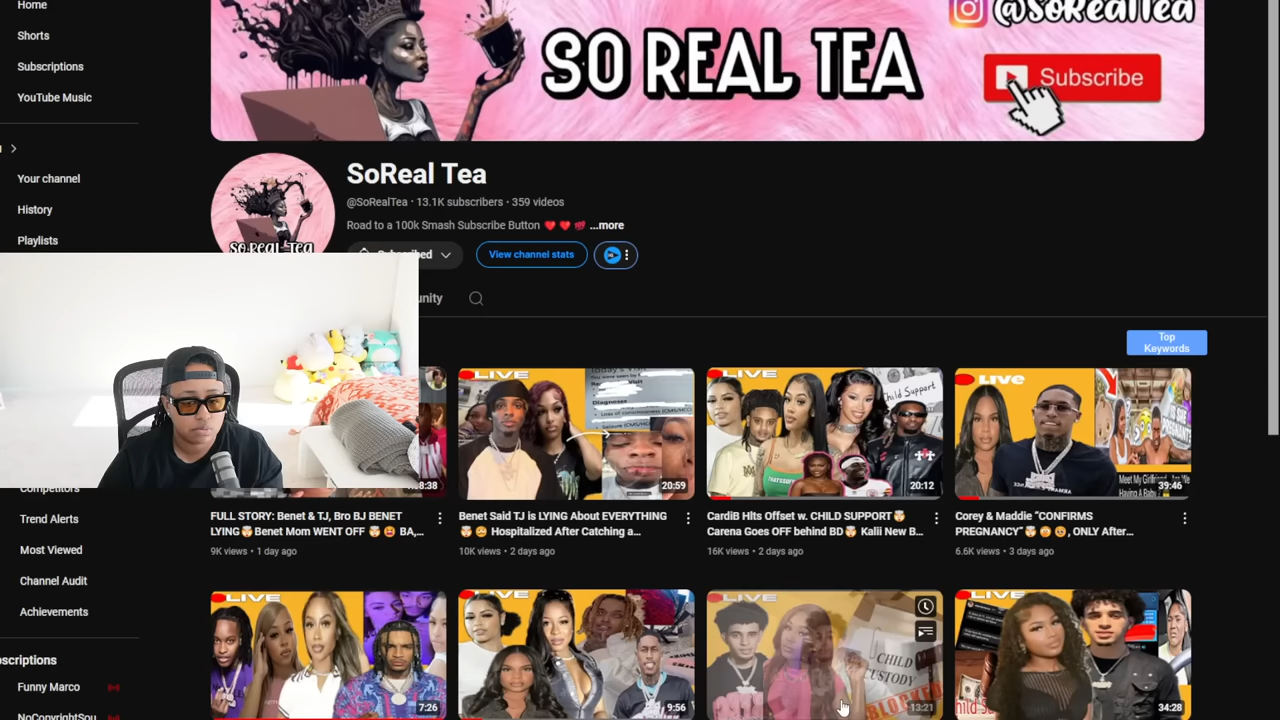 Home
@SoRealTea
Shorts
SO REAL TEA
Subscribe
Subscriptions
YouTube Music
Your channel
SoReal Tea
@SoRealTea · 13.1K subscribers · 359 videos
History
Road to a 100k Smash Subscribe Button ❤️ ❤️ 💯 ...more
Playlists
SO REAL TEA
View channel stats
Top
Keywords
LIVE
LIVE
LIVE
Child Support
20:59
20:12
39:46
FULL STORY: Benet & TJ, Bro BJ BENET
LYING🤯Benet Mom WENT OFF 🤯 😫 BA,...
9K views • 1 day ago
Benet Said TJ is LYING About EVERYTHING
🤯😫 Hospitalized After Catching a...
10K views • 2 days ago
CardiB Hits Offset w. CHILD SUPPORT🤯
Carena Goes OFF behind BD🤯 Kalii New B...
16K views • 2 days ago
Corey & Maddie "CONFIRMS
PREGNANCY"🤯 😳 😳, ONLY After...
6.6K views • 3 days ago
Trend Alerts
Most Viewed
Channel Audit
Achievements
LIVE
LIVE
LIVE
LIVE
CHILD
CUSTODY
BLOCKED
7:26
9:56
13:21
34:28
Funny Marco
NoCopyrightSou